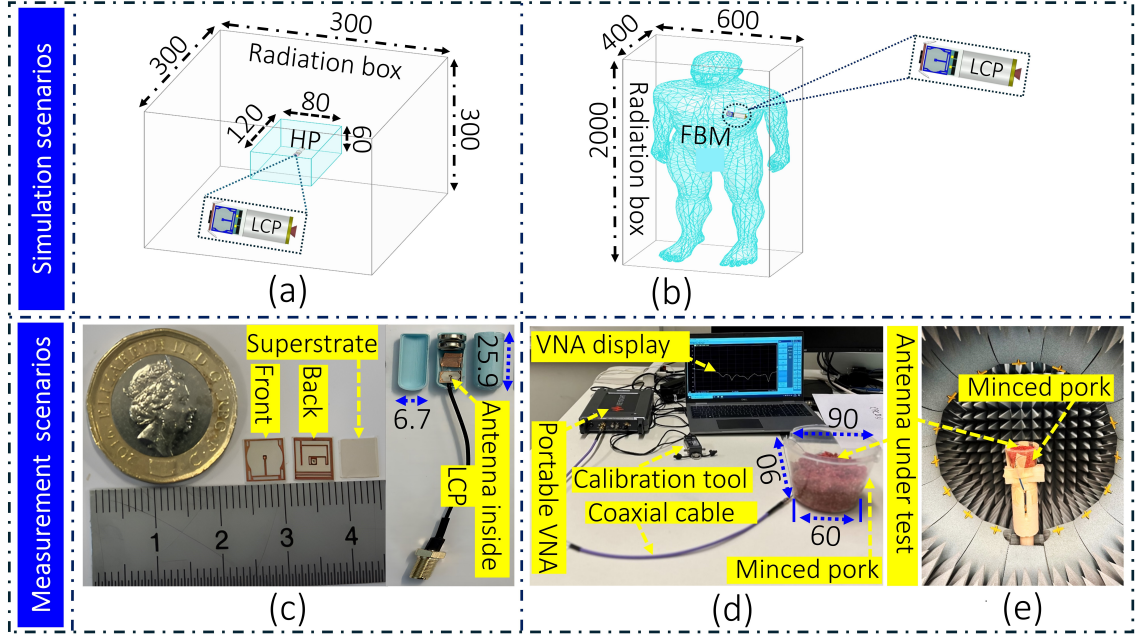 Simulation scenarios
300
300
Radiation box
300
80
120
60
HP
LCP
(a)
600
400
2000
Radiation box
FBM
LCP
(b)
Measurement scenarios
Superstrate
Front
Back
25.9
6.7
Antenna inside
LCP
1 2 3 4
(c)
VNA display
Portable VNA
Calibration tool
Coaxial cable
90
90
60
Minced pork
(d)
Antenna under test
Minced pork
(e)